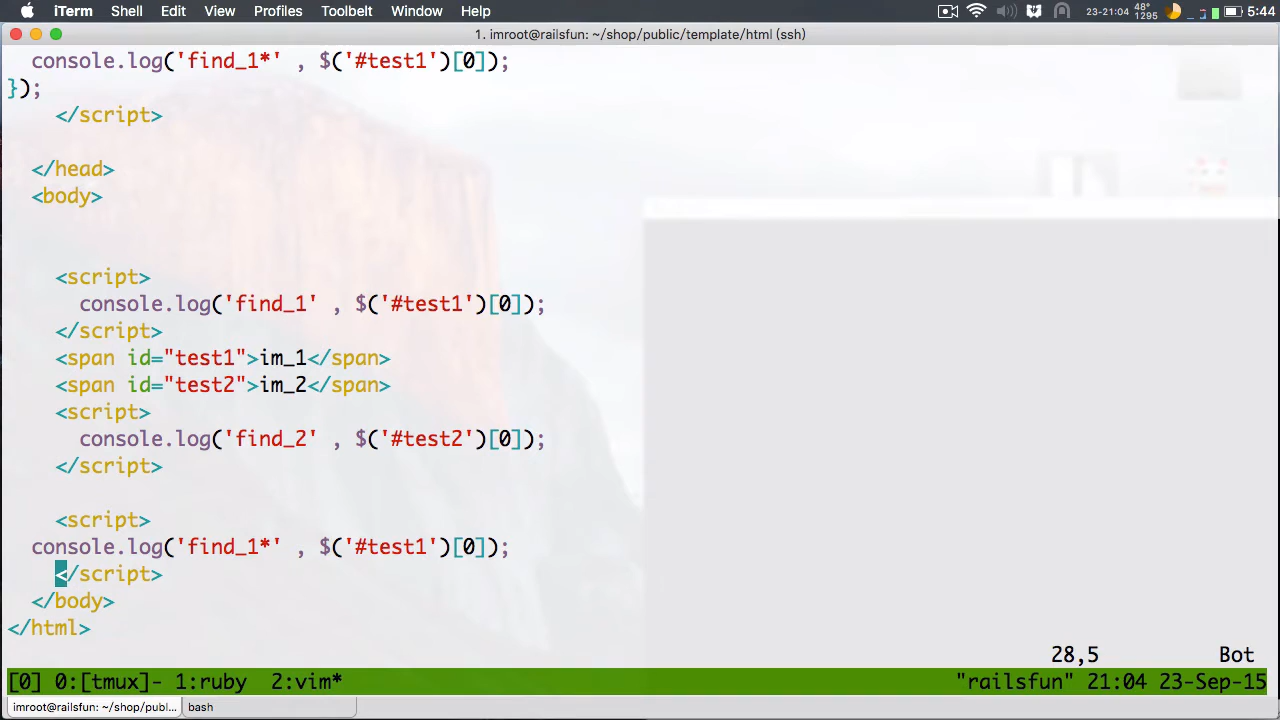 iTerm Shell Edit View Profiles Toolbelt Window Help 23-21:04 48° 1295 5:44
1. imroot@railsfun: ~/shop/public/template/html (ssh)
console.log('find_1*' , $('#test1')[0]);
});
</script>
</head>
<body>
<script>
console.log('find_1' , $('#test1')[0]);
</script>
<span id="test1">im_1</span>
<span id="test2">im_2</span>
<script>
console.log('find_2' , $('#test2')[0]);
</script>
<script>
console.log('find_1*' , $('#test1')[0]);
</script>
</body>
</html>
28,5 Bot
[0] 0:[tmux]- 1:ruby 2:vim* "railsfun" 21:04 23-Sep-15
imroot@railsfun: ~/shop/publ... bash